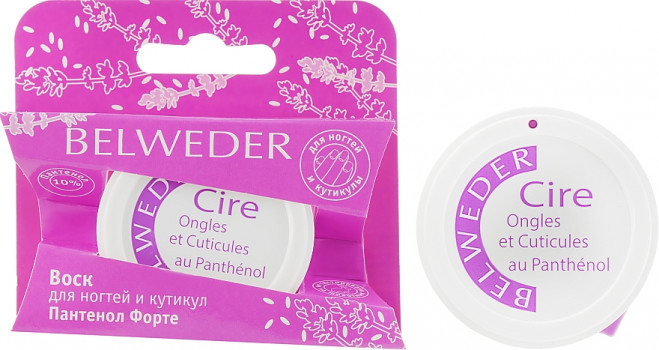 BELWEDER
для ногтей
и кутикулы
пантенол
10%
BELWEDER
Cire
Ongles
et Cuticules
au Panthénol
Воск
для ногтей и кутикул
Пантенол Форте
BELWEDER
Cire
Ongles
et Cuticules
au Panthénol